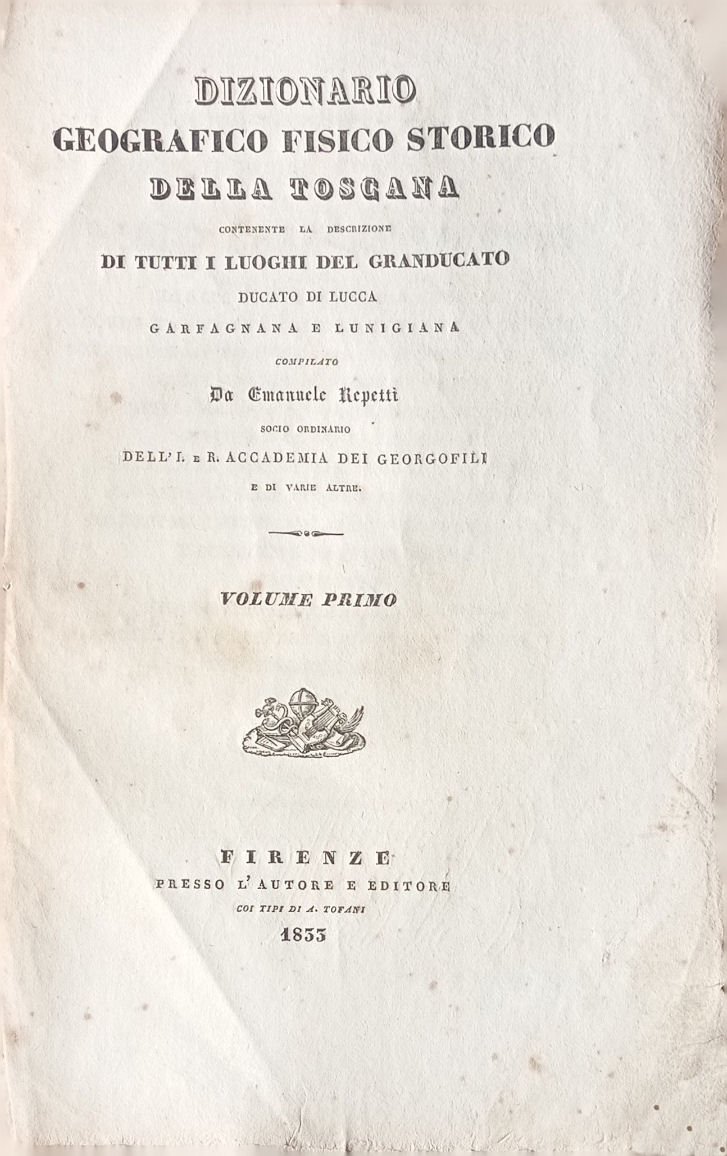 DIZIONARIO
GEOGRAFICO FISICO STORICO
DELLA TOSCANA
CONTENENTE LA DESCRIZIONE
DI TUTTI I LUOGHI DEL GRANDUCATO
DUCATO DI LUCCA
GARFAGNANA E LUNIGIANA
COMPILATO
Da Emanuele Repetti
SOCIO ORDINARIO
DELL' I. E R. ACCADEMIA DEI GEORGOFILI
E DI VARIE ALTRE.
VOLUME PRIMO
FIRENZE
PRESSO L'AUTORE E EDITORE
COI TIPI DI A. TOFANI
1833